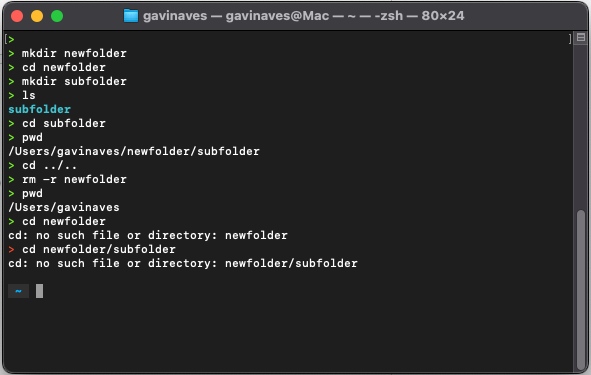 gavinaves — gavinaves@Mac — ~ — -zsh — 80×24
[> ]
> mkdir newfolder
> cd newfolder
> mkdir subfolder
> ls
subfolder
> cd subfolder
> pwd
/Users/gavinaves/newfolder/subfolder
> cd ../..
> rm -r newfolder
> pwd
/Users/gavinaves
> cd newfolder
cd: no such file or directory: newfolder
> cd newfolder/subfolder
cd: no such file or directory: newfolder/subfolder
~